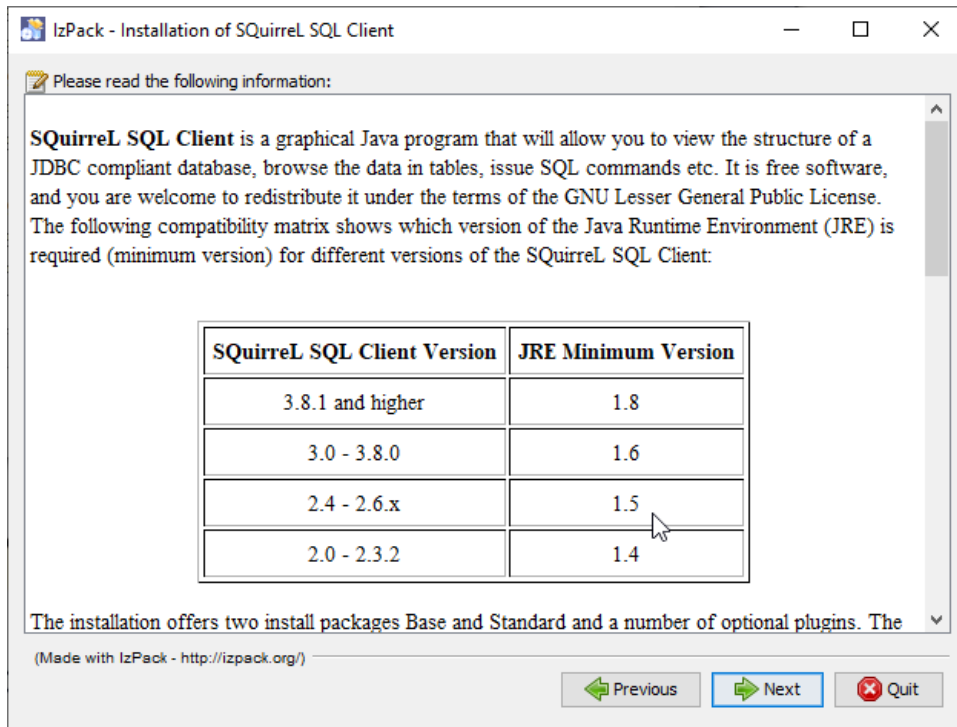 IzPack - Installation of SQuirreL SQL Client
Please read the following information:
SQuirreL SQL Client is a graphical Java program that will allow you to view the structure of a
JDBC compliant database, browse the data in tables, issue SQL commands etc. It is free software,
and you are welcome to redistribute it under the terms of the GNU Lesser General Public License.
The following compatibility matrix shows which version of the Java Runtime Environment (JRE) is
required (minimum version) for different versions of the SQuirreL SQL Client:
SQuirreL SQL Client Version JRE Minimum Version
3.8.1 and higher 1.8
3.0 - 3.8.0 1.6
2.4 - 2.6.x 1.5
2.0 - 2.3.2 1.4
The installation offers two install packages Base and Standard and a number of optional plugins. The
(Made with IzPack - http://izpack.org/)
Previous Next Quit